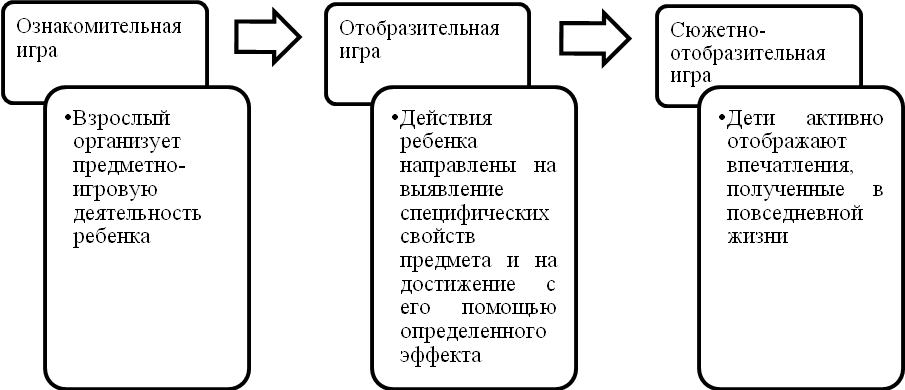 Ознакомительная
игра
•Взрослый
организует
предметно-
игровую
деятельность
ребенка
Отобразительная
игра
•Действия
ребенка
направлены на
выявление
специфических
свойств
предмета и на
достижение с
его помощью
определенного
эффекта
Сюжетно-
отобразительная
игра
•Дети активно
отображают
впечатления,
полученные в
повседневной
жизни